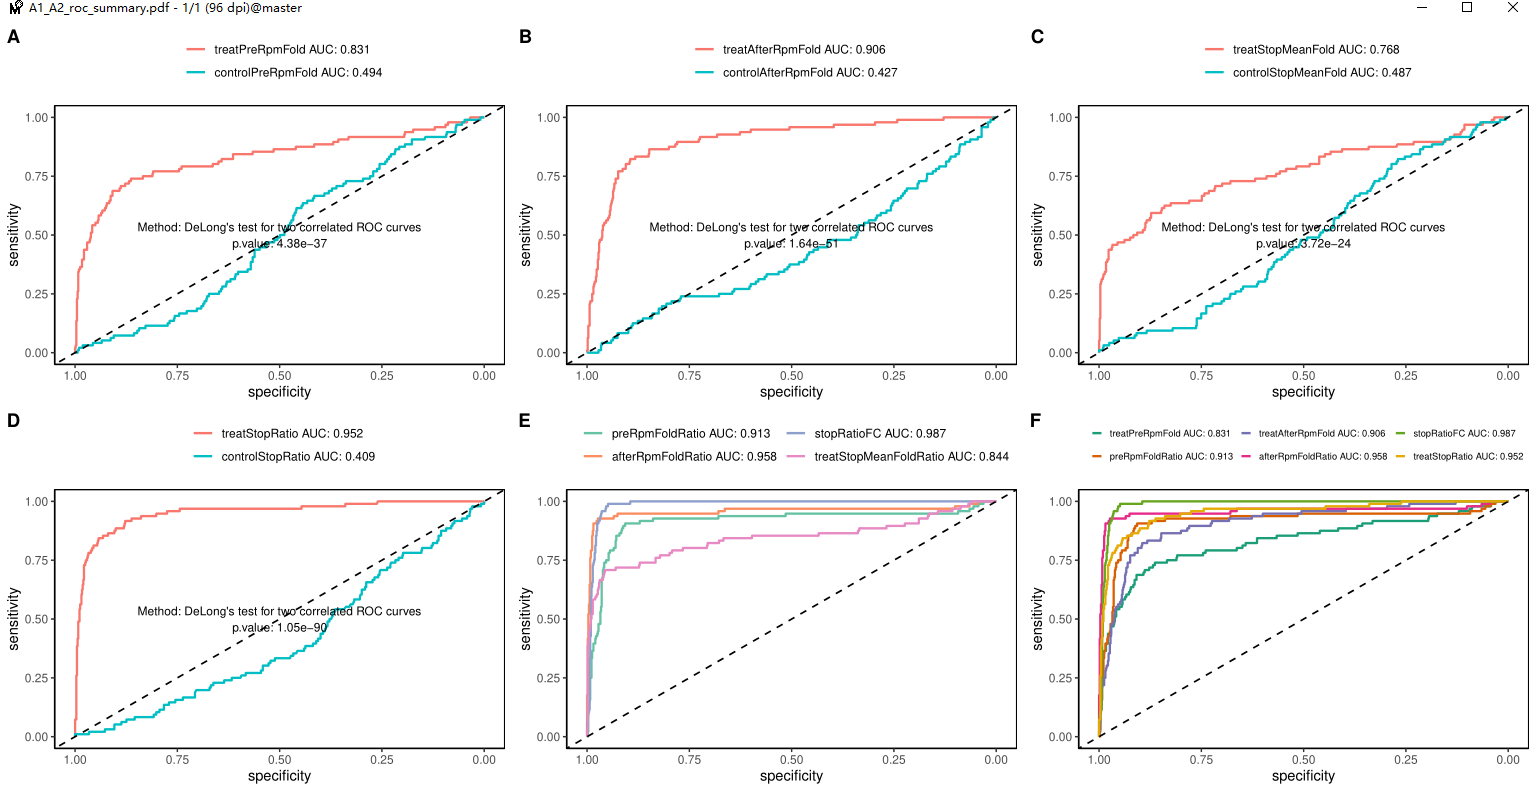 A1_A2_roc_summary.pdf - 1/1 (96 dpi)@master
A
treatPreRpmFold AUC: 0.831
controlPreRpmFold AUC: 0.494
1.00
0.75
0.50
0.25
0.00
sensitivity
Method: DeLong's test for two correlated ROC curves
p.value: 4.38e−37
1.00 0.75 0.50 0.25 0.00
specificity
B
treatAfterRpmFold AUC: 0.906
controlAfterRpmFold AUC: 0.427
1.00
0.75
0.50
0.25
0.00
sensitivity
Method: DeLong's test for two correlated ROC curves
p.value: 1.64e−51
1.00 0.75 0.50 0.25 0.00
specificity
C
treatStopMeanFold AUC: 0.768
controlStopMeanFold AUC: 0.487
1.00
0.75
0.50
0.25
0.00
sensitivity
Method: DeLong's test for two correlated ROC curves
p.value: 3.72e−24
1.00 0.75 0.50 0.25 0.00
specificity
D
treatStopRatio AUC: 0.952
controlStopRatio AUC: 0.409
1.00
0.75
0.50
0.25
0.00
sensitivity
Method: DeLong's test for two correlated ROC curves
p.value: 1.05e−90
1.00 0.75 0.50 0.25 0.00
specificity
E
preRpmFoldRatio AUC: 0.913 stopRatioFC AUC: 0.987
afterRpmFoldRatio AUC: 0.958 treatStopMeanFoldRatio AUC: 0.844
1.00
0.75
0.50
0.25
0.00
sensitivity
1.00 0.75 0.50 0.25 0.00
specificity
F
treatPreRpmFold AUC: 0.831 treatAfterRpmFold AUC: 0.906 stopRatioFC AUC: 0.987
preRpmFoldRatio AUC: 0.913 afterRpmFoldRatio AUC: 0.958 treatStopRatio AUC: 0.952
1.00
0.75
0.50
0.25
0.00
sensitivity
1.00 0.75 0.50 0.25 0.00
specificity